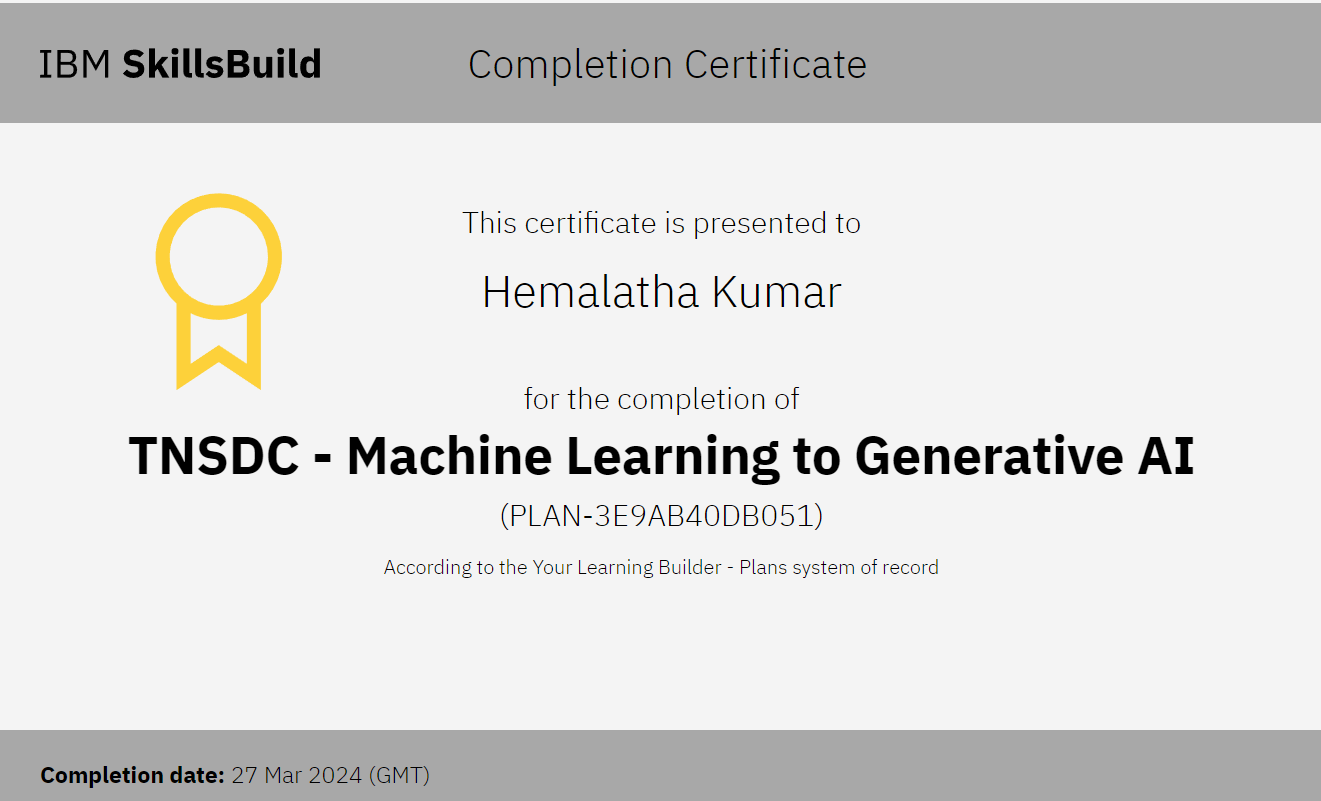 IBM SkillsBuild Completion Certificate
This certificate is presented to
Hemalatha Kumar
for the completion of
TNSDC - Machine Learning to Generative AI
(PLAN-3E9AB40DB051)
According to the Your Learning Builder - Plans system of record
Completion date: 27 Mar 2024 (GMT)